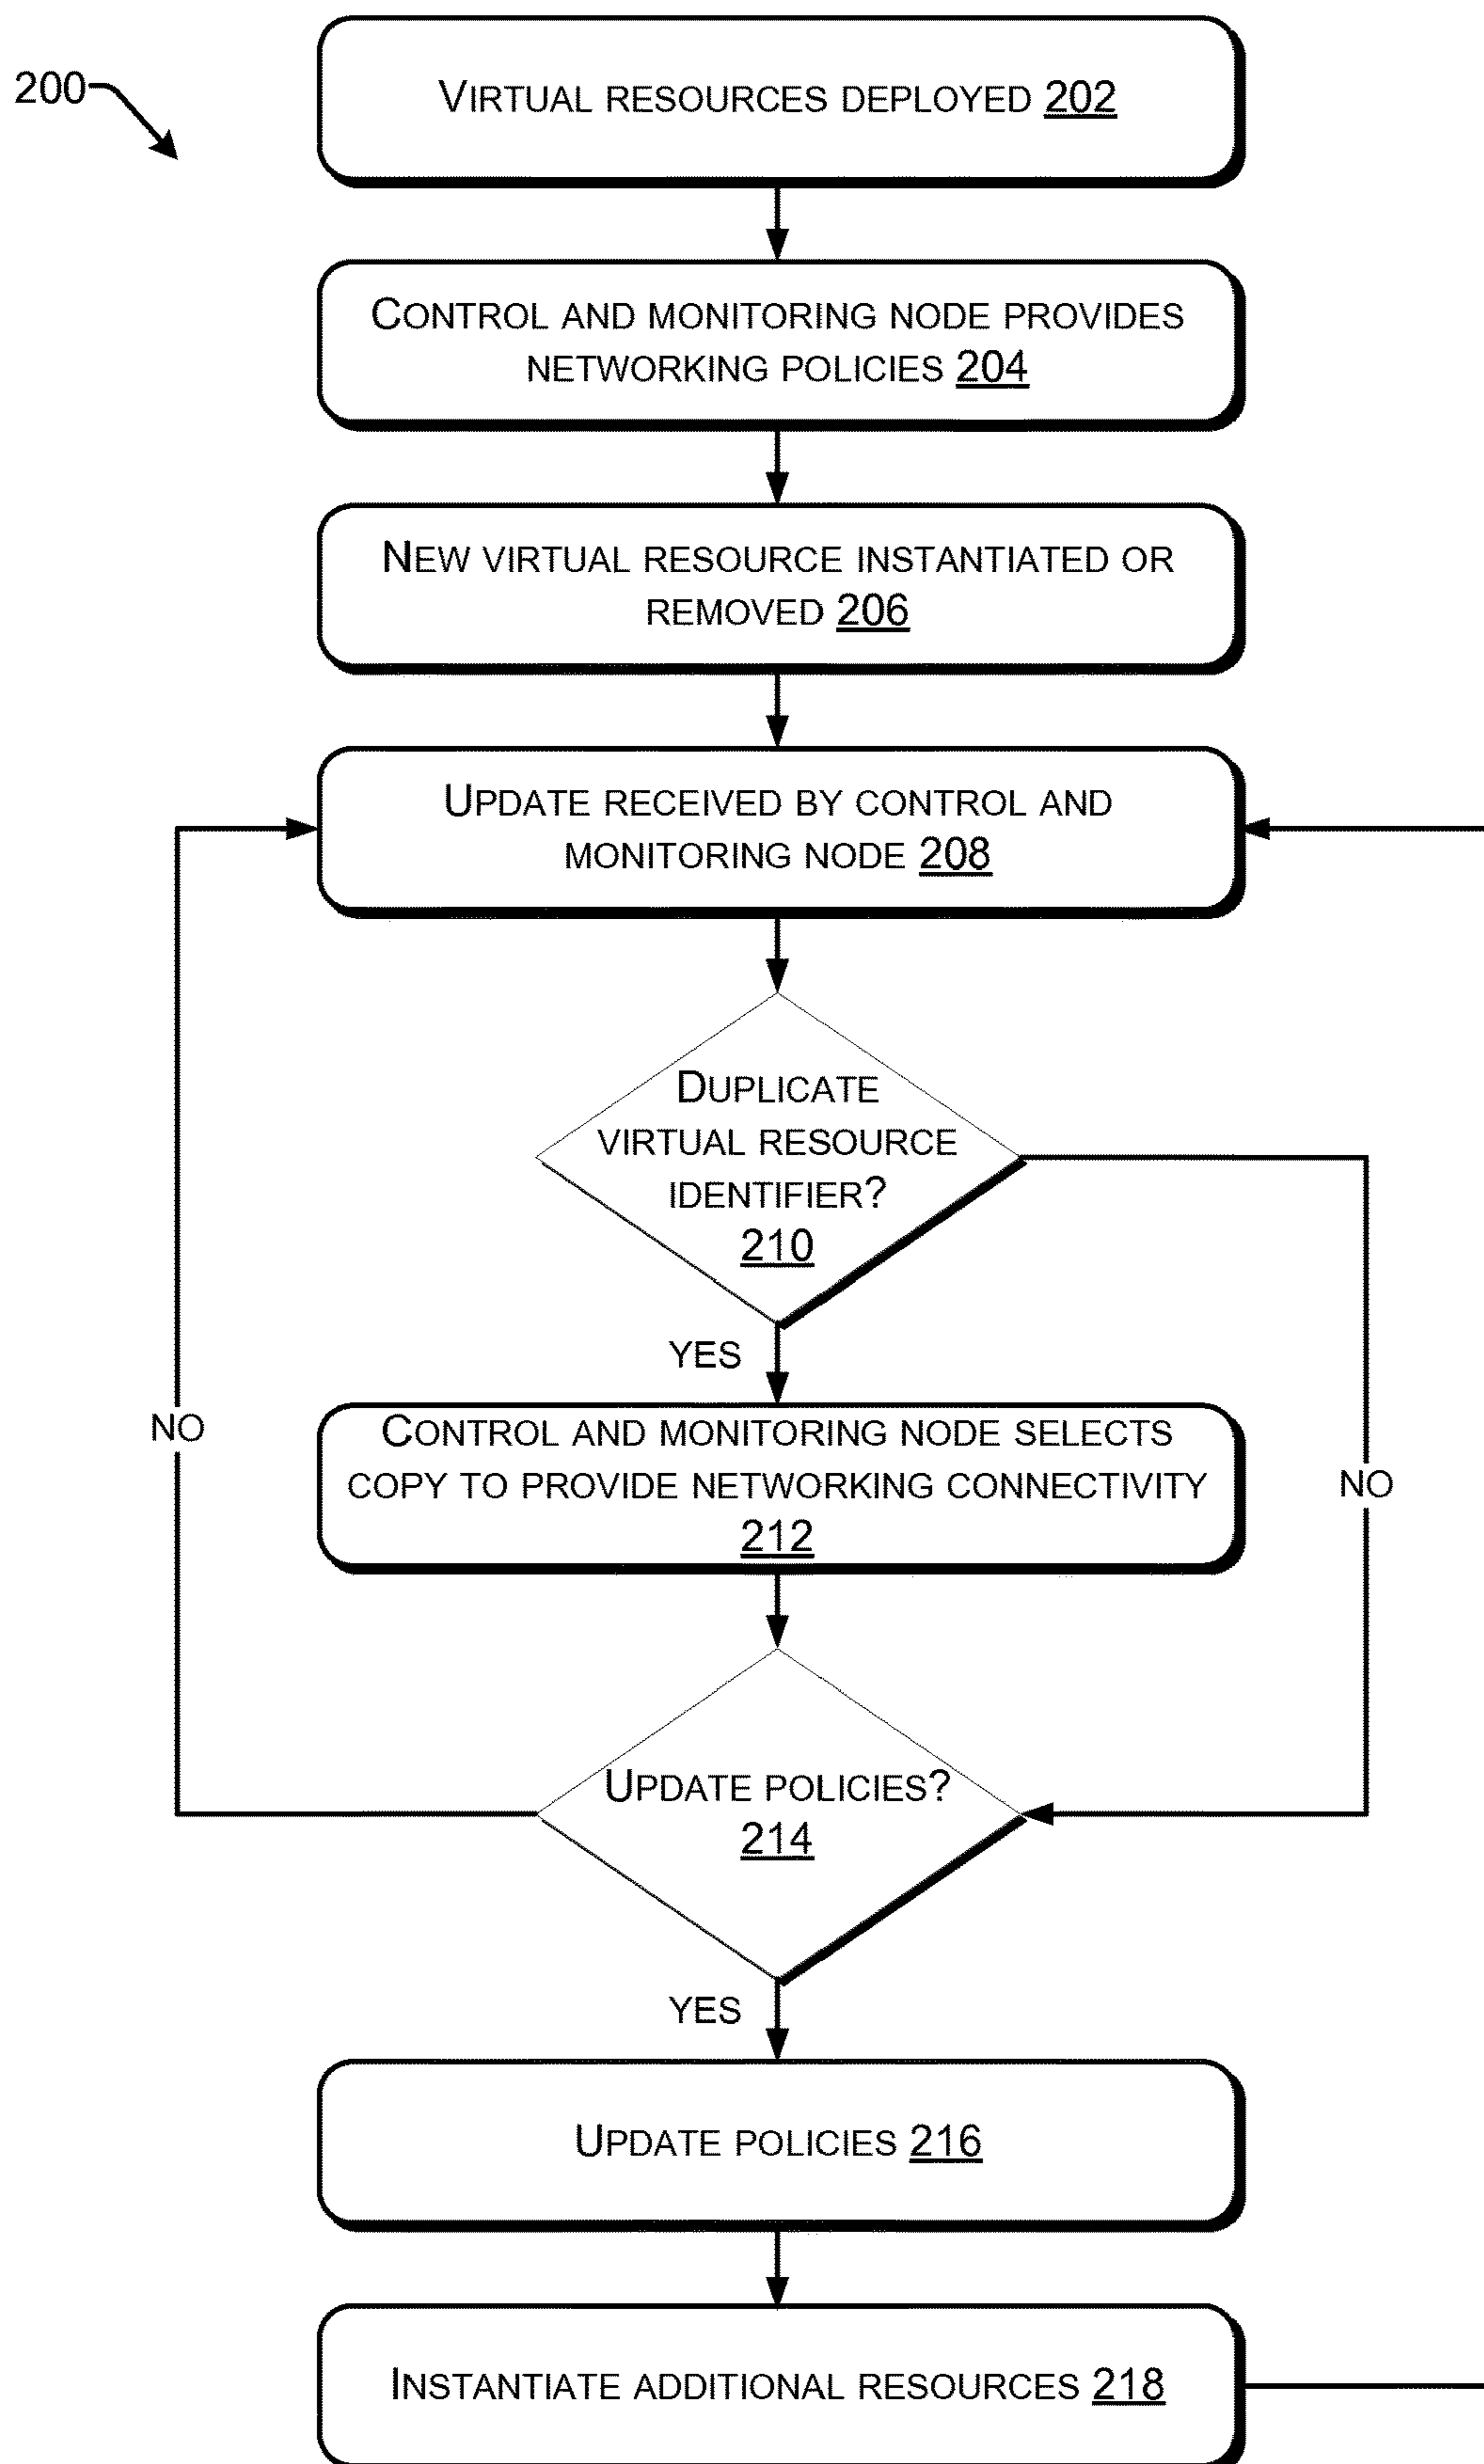 200
VIRTUAL RESOURCES DEPLOYED 202
CONTROL AND MONITORING NODE PROVIDES
NETWORKING POLICIES 204
NEW VIRTUAL RESOURCE INSTANTIATED OR
REMOVED 206
UPDATE RECEIVED BY CONTROL AND
MONITORING NODE 208
DUPLICATE
VIRTUAL RESOURCE
IDENTIFIER?
210
YES
NO
CONTROL AND MONITORING NODE SELECTS
COPY TO PROVIDE NETWORKING CONNECTIVITY
212
NO
UPDATE POLICIES?
214
YES
UPDATE POLICIES 216
INSTANTIATE ADDITIONAL RESOURCES 218